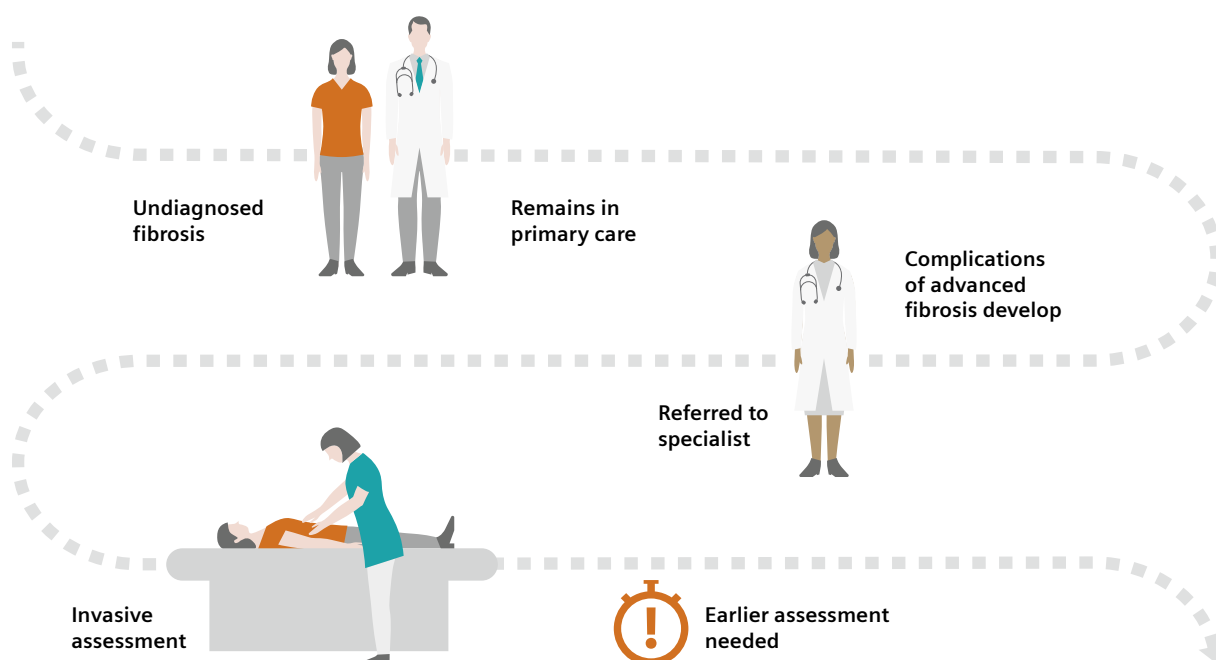 Undiagnosed
fibrosis
Remains in
primary care
Complications
of advanced
fibrosis develop
Referred to
specialist
Invasive
assessment
Earlier assessment
needed